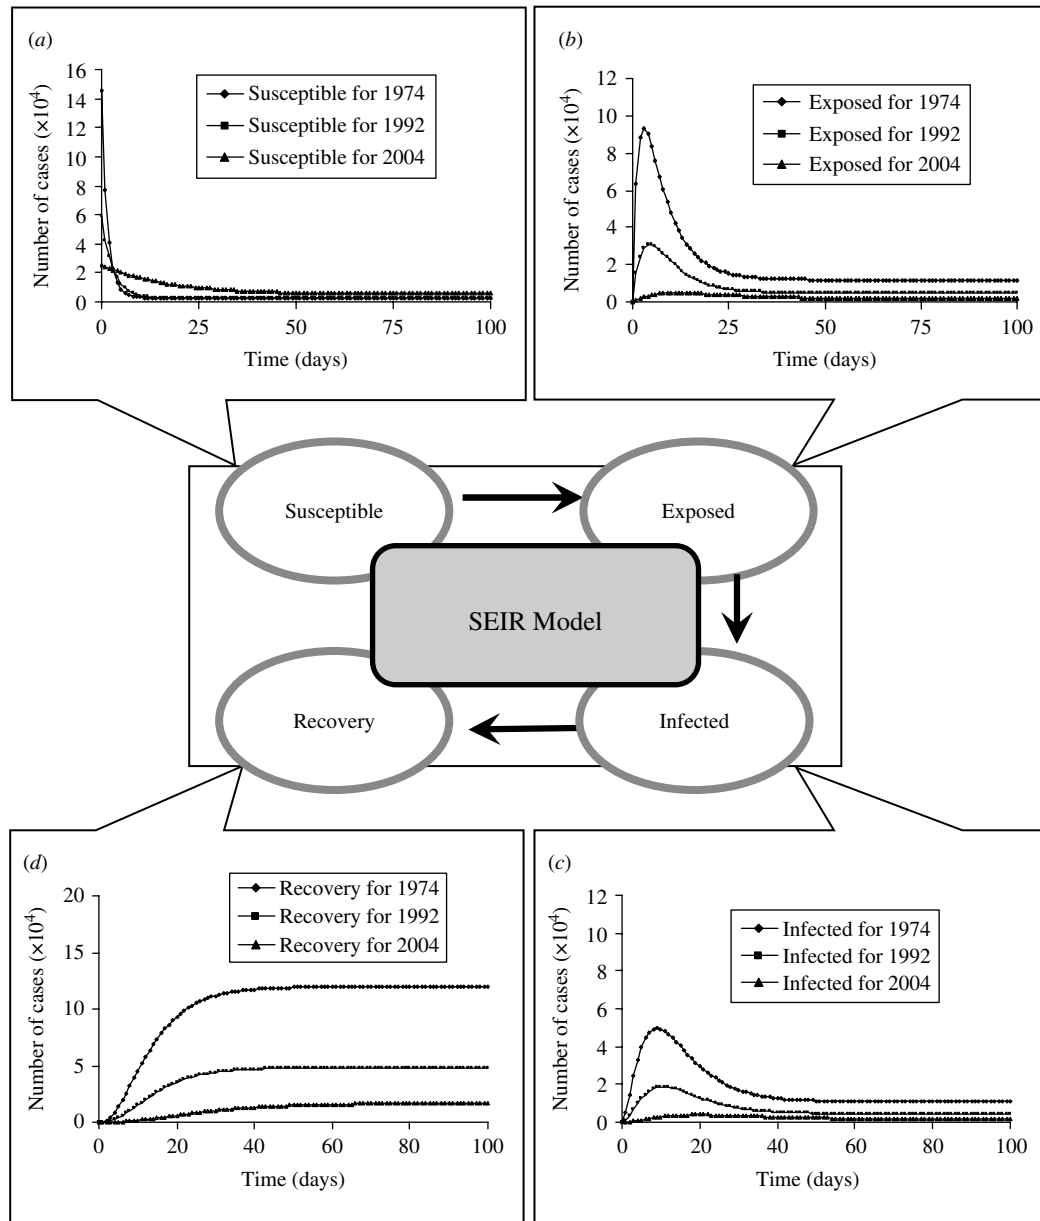 (a)
Number of cases (×10⁴)
16
14
12
10
8
6
4
2
0
0 25 50 75 100
Time (days)
Susceptible for 1974
Susceptible for 1992
Susceptible for 2004
(b)
Number of cases (×10⁴)
12
10
8
6
4
2
0
0 25 50 75 100
Time (days)
Exposed for 1974
Exposed for 1992
Exposed for 2004
Susceptible
Exposed
SEIR Model
Recovery
Infected
(d)
Number of cases (×10⁴)
20
15
10
5
0
0 20 40 60 80 100
Time (days)
Recovery for 1974
Recovery for 1992
Recovery for 2004
(c)
Number of cases (×10⁴)
12
10
8
6
4
2
0
0 20 40 60 80 100
Time (days)
Infected for 1974
Infected for 1992
Infected for 2004